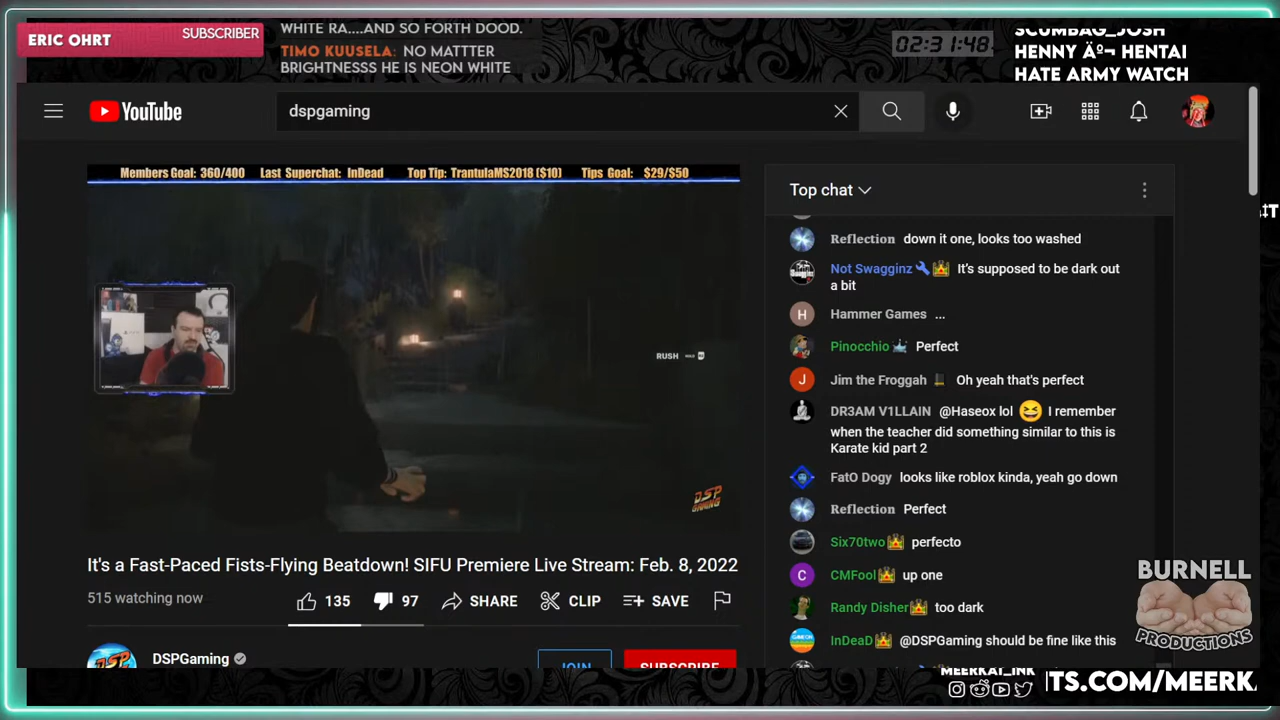 ERIC OHRT
SUBSCRIBER
WHITE RA....AND SO FORTH DOOD.
TIMO KUUSELA: NO MATTTER
BRIGHTNESSS HE IS NEON WHITE
02:31:48
SCUMBAG_JOSH
HENNY Äº¬ HENTAI
HATE ARMY WATCH
YouTube
dspgaming
Members Goal: 360/400 Last Superchat: InDead Top Tip: TrantulaMS2018 ($10) Tips Goal: $29/$50
RUSH
DSP
GAMING
Top chat
Reflection down it one, looks too washed
Not Swagginz It's supposed to be dark out
a bit
Hammer Games ...
Pinocchio Perfect
Jim the Froggah Oh yeah that's perfect
DR3AM V1LLAIN @Haseox lol I remember
when the teacher did something similar to this is
Karate kid part 2
FatO Dogy looks like roblox kinda, yeah go down
Reflection Perfect
Six70two perfecto
CMFool up one
Randy Disher too dark
InDeaD @DSPGaming should be fine like this
It's a Fast-Paced Fists-Flying Beatdown! SIFU Premiere Live Stream: Feb. 8, 2022
515 watching now
135 97 SHARE CLIP SAVE
DSP
DSPGaming
JOIN SUBSCRIBE
BURNELL
PRODUCTIONS
MEERKAT_INK
TS.COM/MEERK